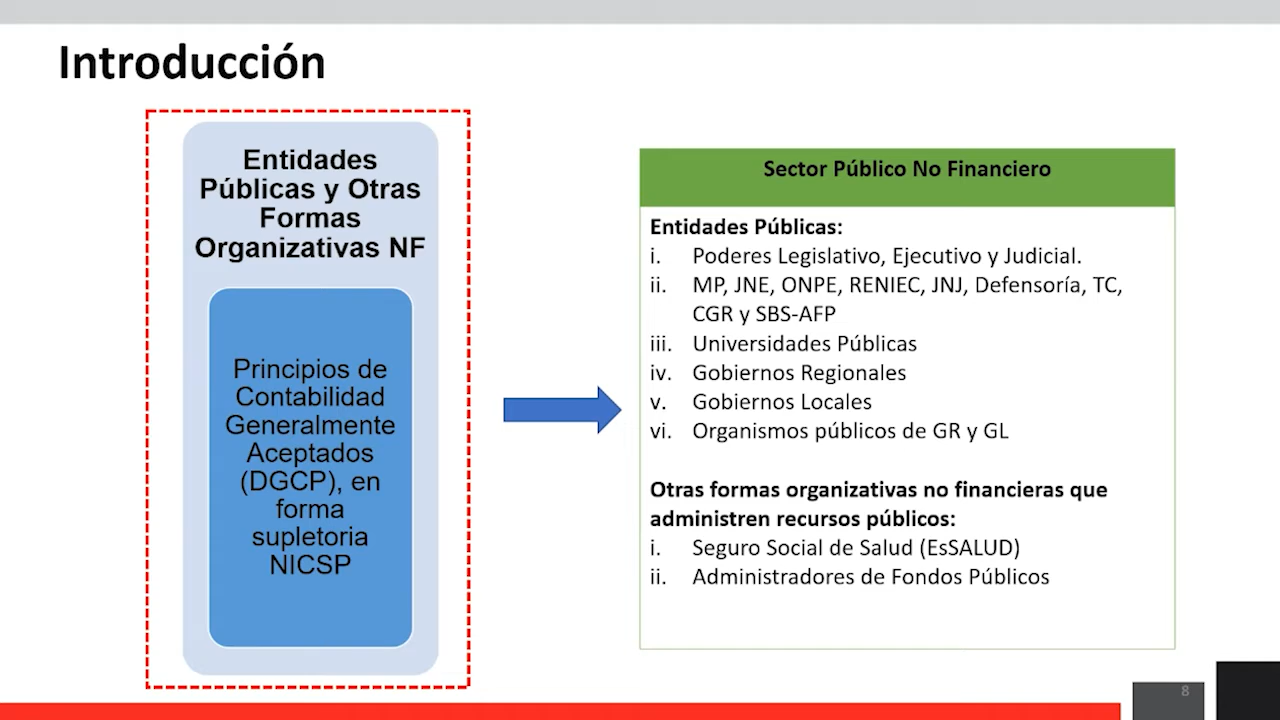 Introducción
Entidades
Públicas y Otras
Formas
Organizativas NF
Principios de
Contabilidad
Generalmente
Aceptados
(DGCP), en
forma
supletoria
NICSP
Sector Público No Financiero
Entidades Públicas:
i. Poderes Legislativo, Ejecutivo y Judicial.
ii. MP, JNE, ONPE, RENIEC, JNJ, Defensoría, TC,
CGR y SBS-AFP
iii. Universidades Públicas
iv. Gobiernos Regionales
v. Gobiernos Locales
vi. Organismos públicos de GR y GL
Otras formas organizativas no financieras que
administren recursos públicos:
i. Seguro Social de Salud (EsSALUD)
ii. Administradores de Fondos Públicos
8